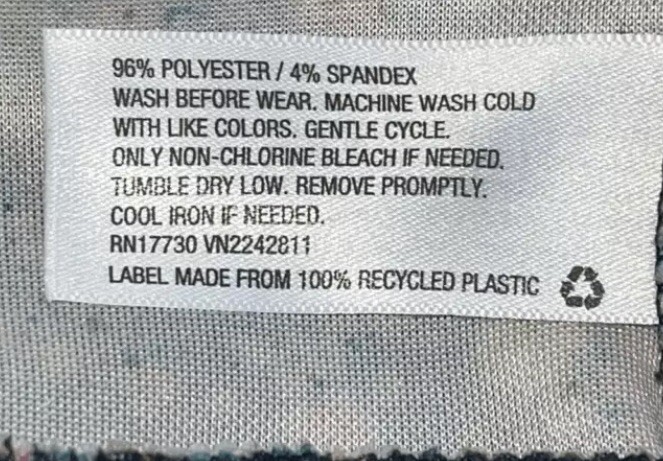 96% POLYESTER / 4% SPANDEX
WASH BEFORE WEAR. MACHINE WASH COLD
WITH LIKE COLORS. GENTLE CYCLE.
ONLY NON-CHLORINE BLEACH IF NEEDED.
TUMBLE DRY LOW. REMOVE PROMPTLY.
COOL IRON IF NEEDED.
RN17730 VN2242811
LABEL MADE FROM 100% RECYCLED PLASTIC